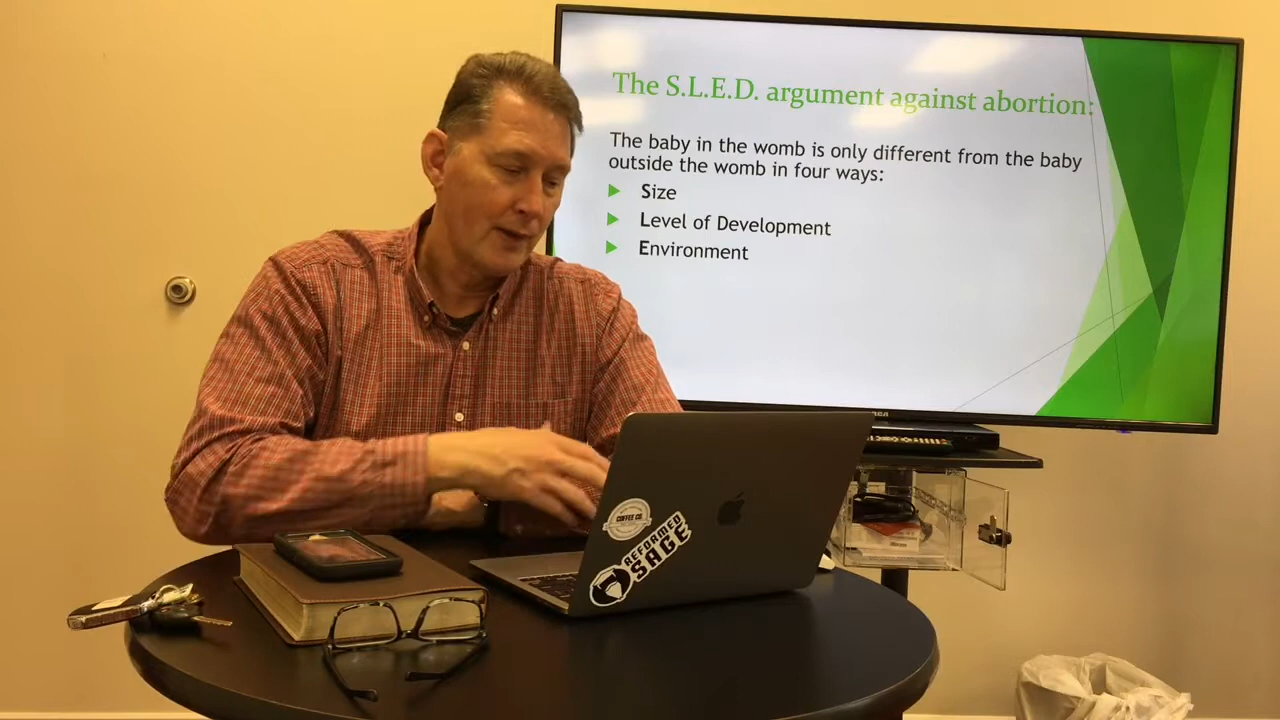 The S.L.E.D. argument against abortion:
The baby in the womb is only different from the baby
outside the womb in four ways:
Size
Level of Development
Environment
RCA
COFFEE CO.
REFORMED
SAGE